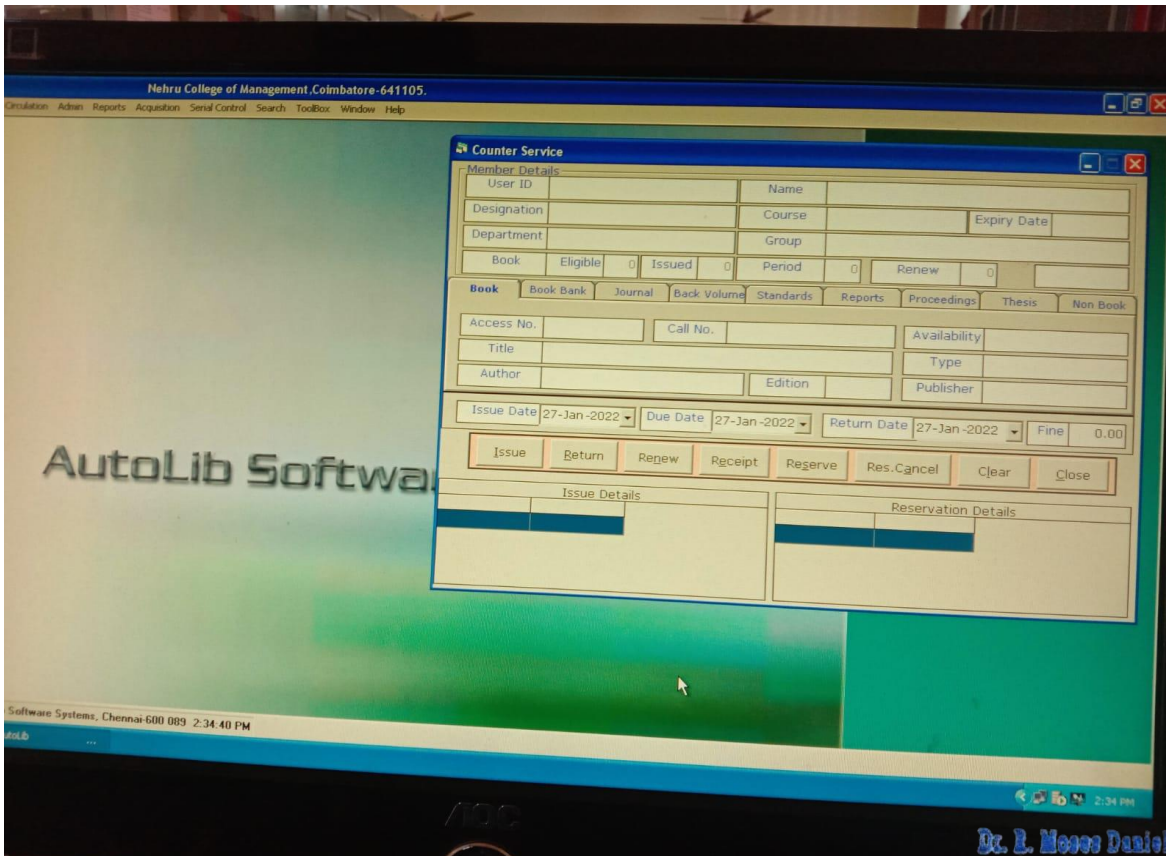 Nehru College of Management,Coimbatore-641105.
Circulation Admin Reports Acquisition Serial Control Search ToolBox Window Help
Counter Service
Member Details
User ID Name
Designation Course Expiry Date
Department Group
Book Eligible 0 Issued 0 Period 0 Renew 0
Book Book Bank Journal Back Volume Standards Reports Proceedings Thesis Non Book
Access No. Call No. Availability
Title Type
Author Edition Publisher
Issue Date 27-Jan-2022 Due Date 27-Jan-2022 Return Date 27-Jan-2022 Fine 0.00
Issue Return Renew Receipt Reserve Res.Cancel Clear Close
Issue Details Reservation Details
AutoLib Softwa
Software Systems, Chennai-600 089 2:34:40 PM
utoLib ...
2:34 PM
AOC
Dr. R. Moses Daniel